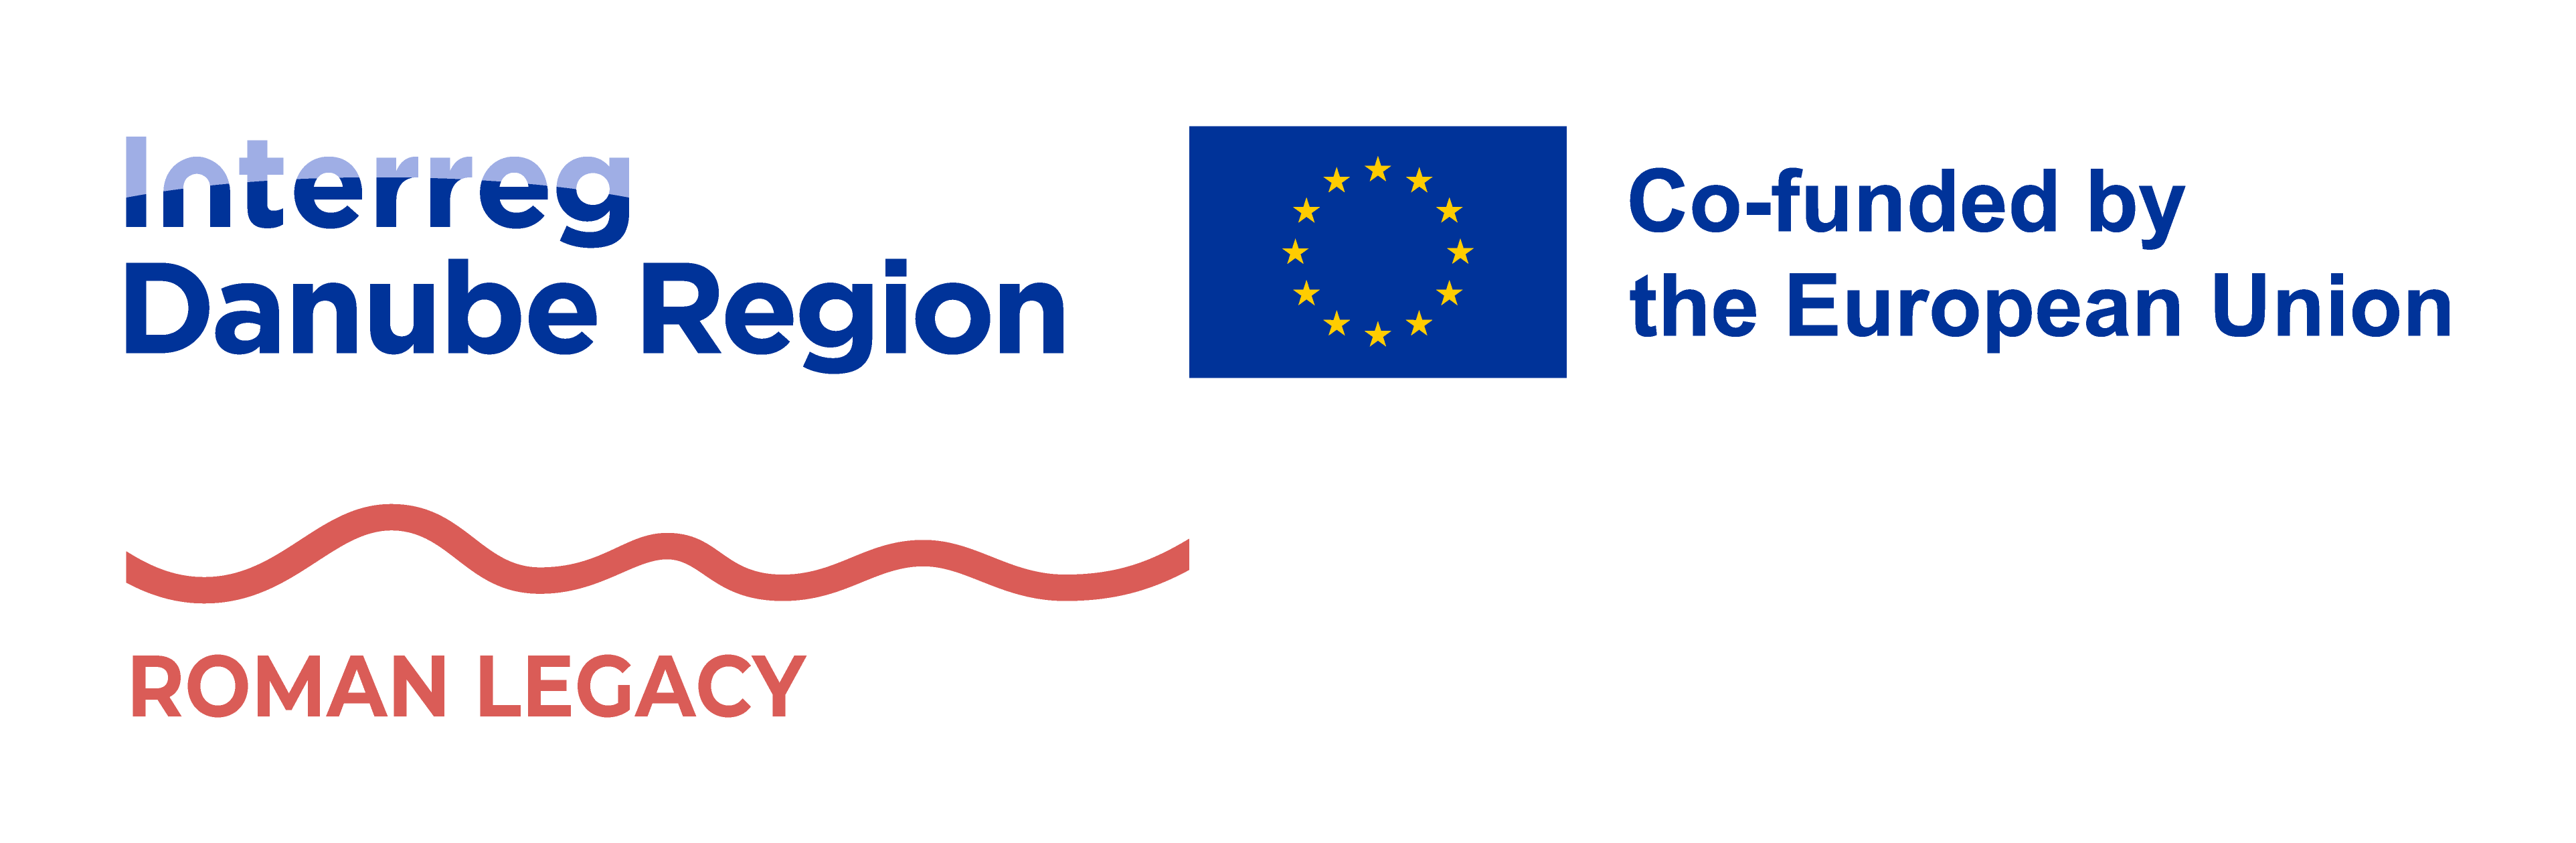 Interreg
Danube Region
Co-funded by
the European Union
ROMAN LEGACY